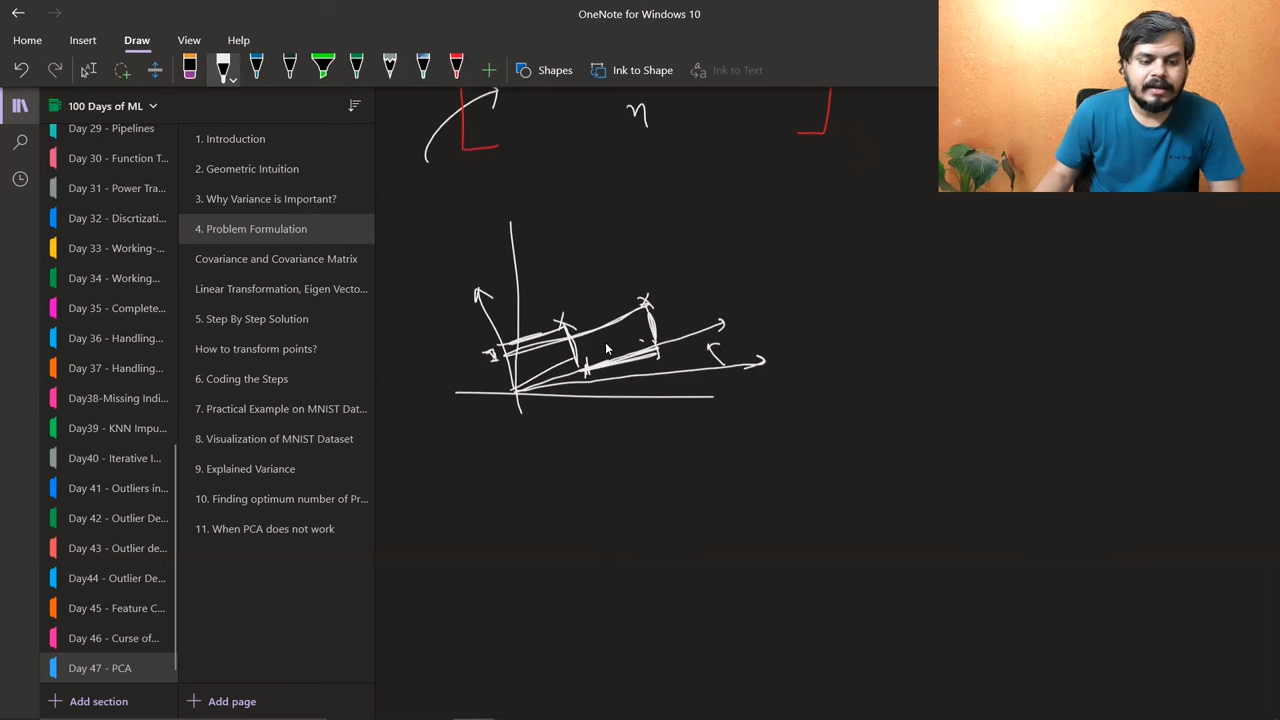 OneNote for Windows 10
Home
Insert
Draw
View
Help
Shapes
Ink to Shape
Ink to Text
100 Days of ML
Day 29 - Pipelines
Day 30 - Function T...
Day 31 - Power Tra...
Day 32 - Discrtizati...
Day 33 - Working-...
Day 34 - Working...
Day 35 - Complete...
Day 36 - Handling...
Day 37 - Handling...
Day38-Missing Indi...
Day39 - KNN Impu...
Day40 - Iterative I...
Day 41 - Outliers in...
Day 42 - Outlier De...
Day 43 - Outlier de...
Day44 - Outlier De...
Day 45 - Feature C...
Day 46 - Curse of...
Day 47 - PCA
Add section
1. Introduction
2. Geometric Intuition
3. Why Variance is Important?
4. Problem Formulation
Covariance and Covariance Matrix
Linear Transformation, Eigen Vecto...
5. Step By Step Solution
How to transform points?
6. Coding the Steps
7. Practical Example on MNIST Dat...
8. Visualization of MNIST Dataset
9. Explained Variance
10. Finding optimum number of Pr...
11. When PCA does not work
Add page
n